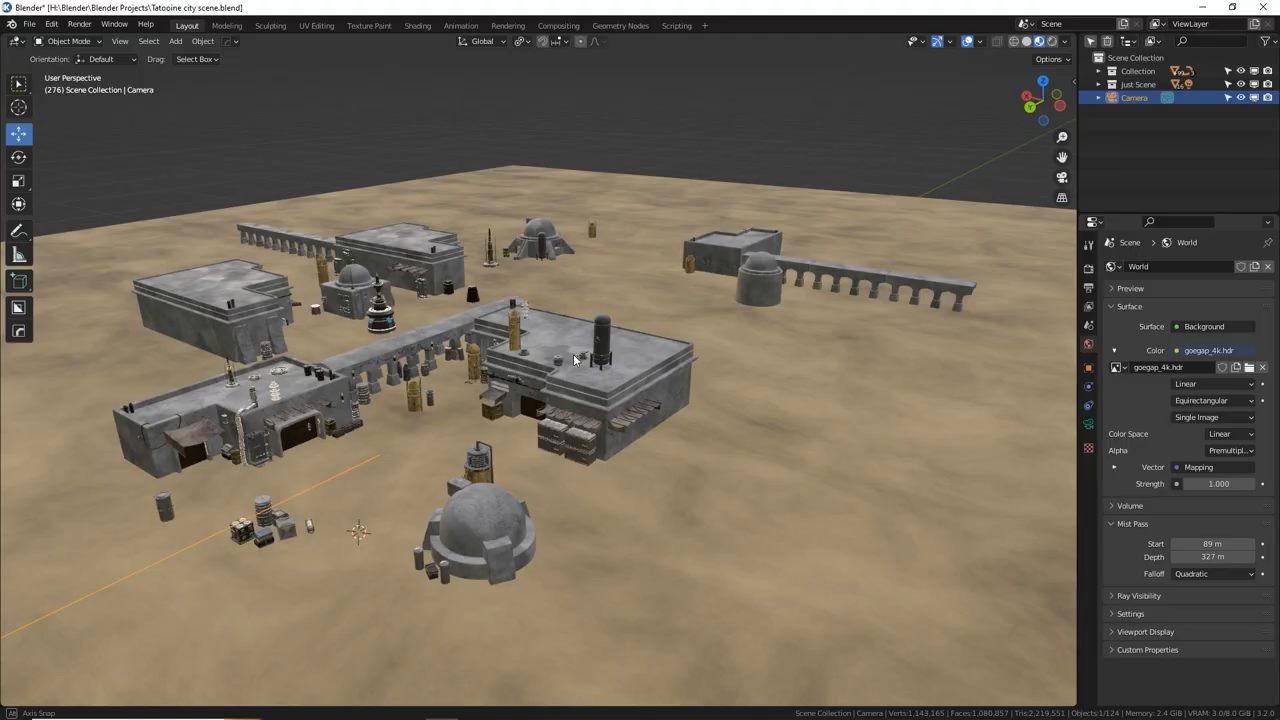 Blender* [H:\Blender\Blender Projects\Tatooine city scene.blend]
File Edit Render Window Help Layout Modeling Sculpting UV Editing Texture Paint Shading Animation Rendering Compositing Geometry Nodes Scripting + Scene ViewLayer
Object Mode View Select Add Object Global
Orientation: Default Drag: Select Box Options
User Perspective
(276) Scene Collection | Camera
Z
X
Y
Scene Collection
Collection
Just Scene 16
Camera
Scene World
World
Preview
Surface
Surface Background
Color goegap_4k.hdr
goegap_4k.hdr
Linear
Equirectangular
Single Image
Color Space Linear
Alpha Premultipl...
Vector Mapping
Strength 1.000
Volume
Mist Pass
Start 89 m
Depth 327 m
Falloff Quadratic
Ray Visibility
Settings
Viewport Display
Custom Properties
Alt Axis Snap
Scene Collection | Camera | Verts:1,143,165 | Faces:1,080,857 | Tris:2,219,551 | Objects:1/124 | Memory: 2.4 GiB | VRAM: 3.0/8.0 GiB | 3.2.0